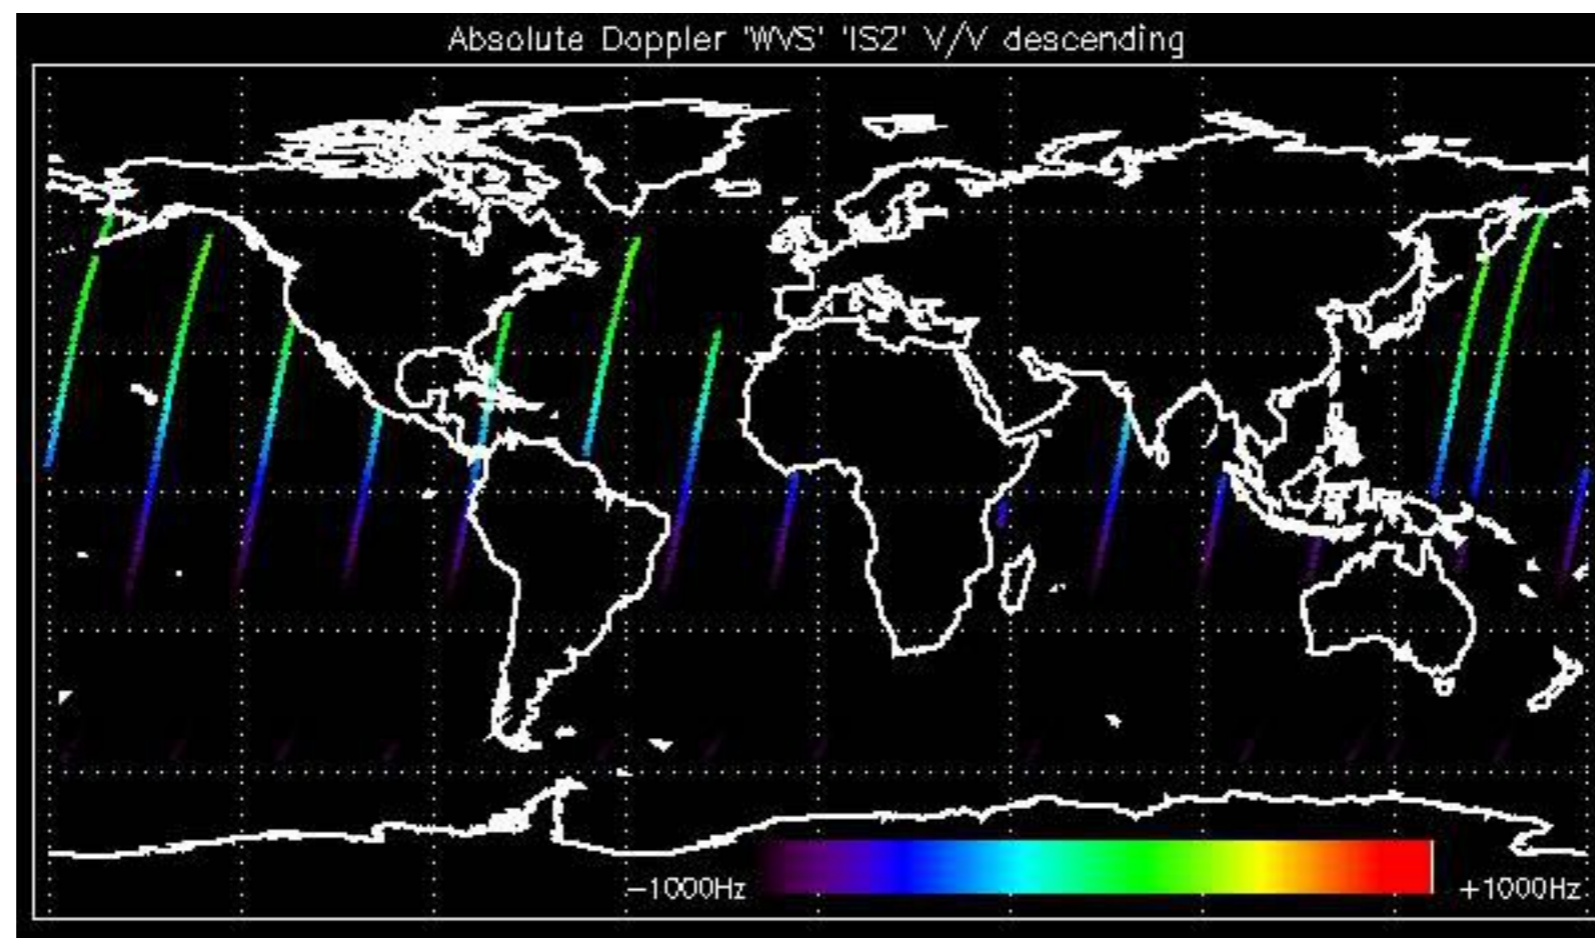 Absolute Doppler 'WVS' 'IS2' V/V descending
−1000Hz
+1000Hz